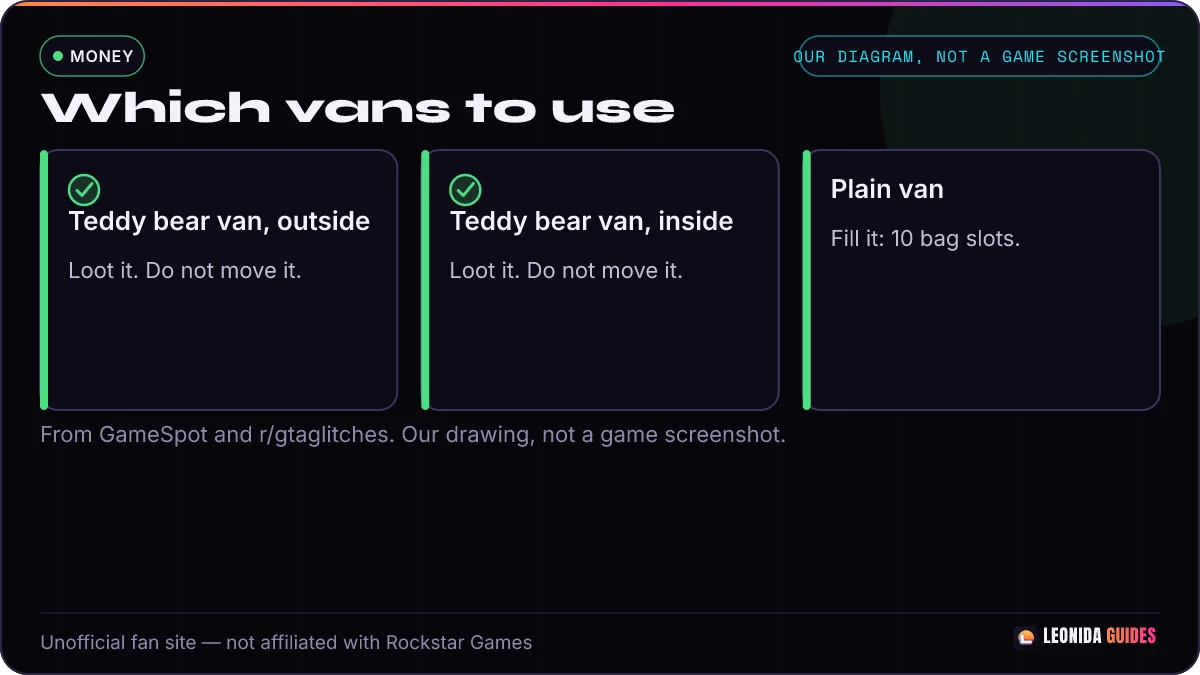 MONEY
OUR DIAGRAM, NOT A GAME SCREENSHOT
Which vans to use
Teddy bear van, outside
Loot it. Do not move it.
Teddy bear van, inside
Loot it. Do not move it.
Plain van
Fill it: 10 bag slots.
From GameSpot and r/gtaglitches. Our drawing, not a game screenshot.
Unofficial fan site — not affiliated with Rockstar Games
LEONIDA GUIDES